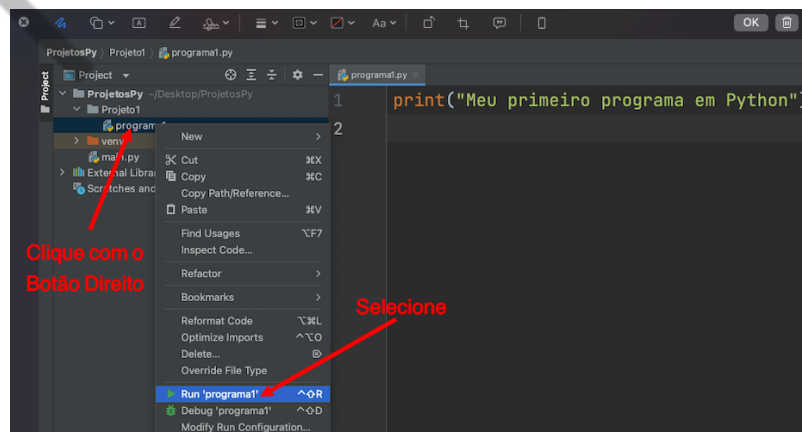 Aa OK
ProjetosPy Projeto1 programa1.py
Project
Project
programa1.py
ProjetosPy ~/Desktop/ProjetosPy
Projeto1
venv
main.py
External Librar
Scratches and
1 print("Meu primeiro programa em Python")
2
New
Cut ⌘X
Copy ⌘C
Copy Path/Reference...
Paste ⌘V
Find Usages ⌥F7
Inspect Code...
Refactor
Bookmarks
Reformat Code ⌥⌘L
Optimize Imports ^⌥O
Delete... ⌦
Override File Type
Run 'programa1' ^⇧R
Debug 'programa1' ^⇧D
Modify Run Configuration...
Clique com o
Botão Direito
Selecione